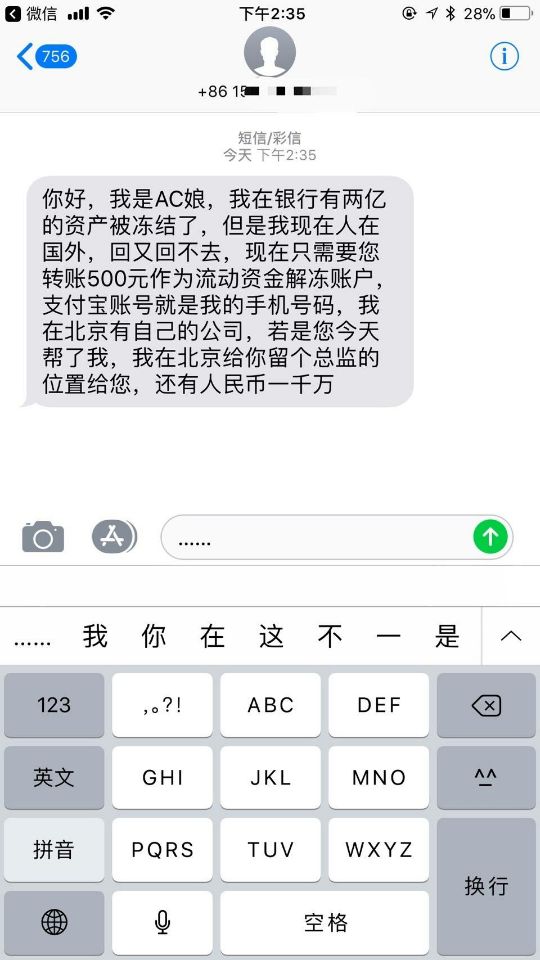 微信 下午2:35 28%
756
+86 15
短信/彩信
今天 下午2:35
你好，我是AC娘，我在银行有两亿
的资产被冻结了，但是我现在人在
国外，回又回不去，现在只需要您
转账500元作为流动资金解冻账户，
支付宝账号就是我的手机号码，我
在北京有自己的公司，若是您今天
帮了我，我在北京给你留个总监的
位置给您，还有人民币一千万
......
...... 我 你 在 这 不 一 是
123 ,。?! ABC DEF
英文 GHI JKL MNO ^^
拼音 PQRS TUV WXYZ
换行
空格